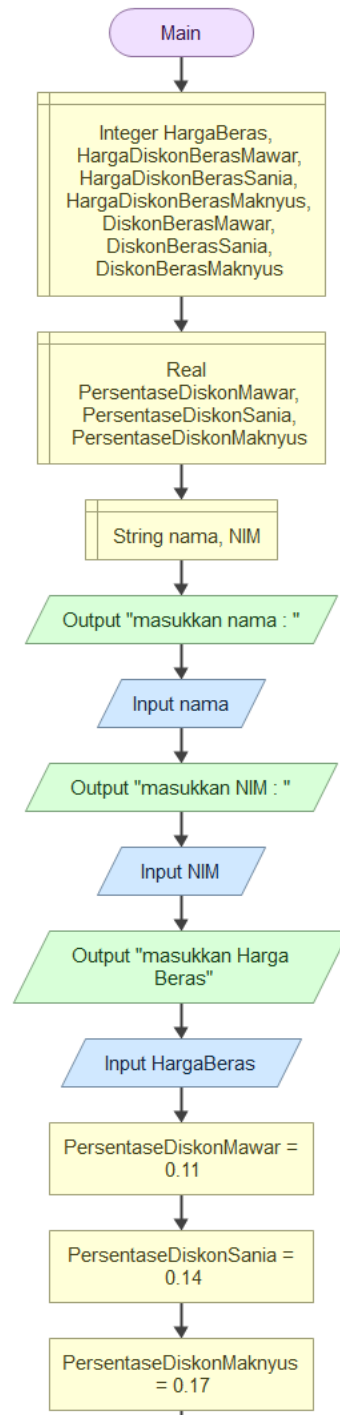 Main
Integer HargaBeras,
HargaDiskonBerasMawar,
HargaDiskonBerasSania,
HargaDiskonBerasMaknyus,
DiskonBerasMawar,
DiskonBerasSania,
DiskonBerasMaknyus
Real
PersentaseDiskonMawar,
PersentaseDiskonSania,
PersentaseDiskonMaknyus
String nama, NIM
Output "masukkan nama : "
Input nama
Output "masukkan NIM : "
Input NIM
Output "masukkan Harga
Beras"
Input HargaBeras
PersentaseDiskonMawar =
0.11
PersentaseDiskonSania =
0.14
PersentaseDiskonMaknyus
= 0.17